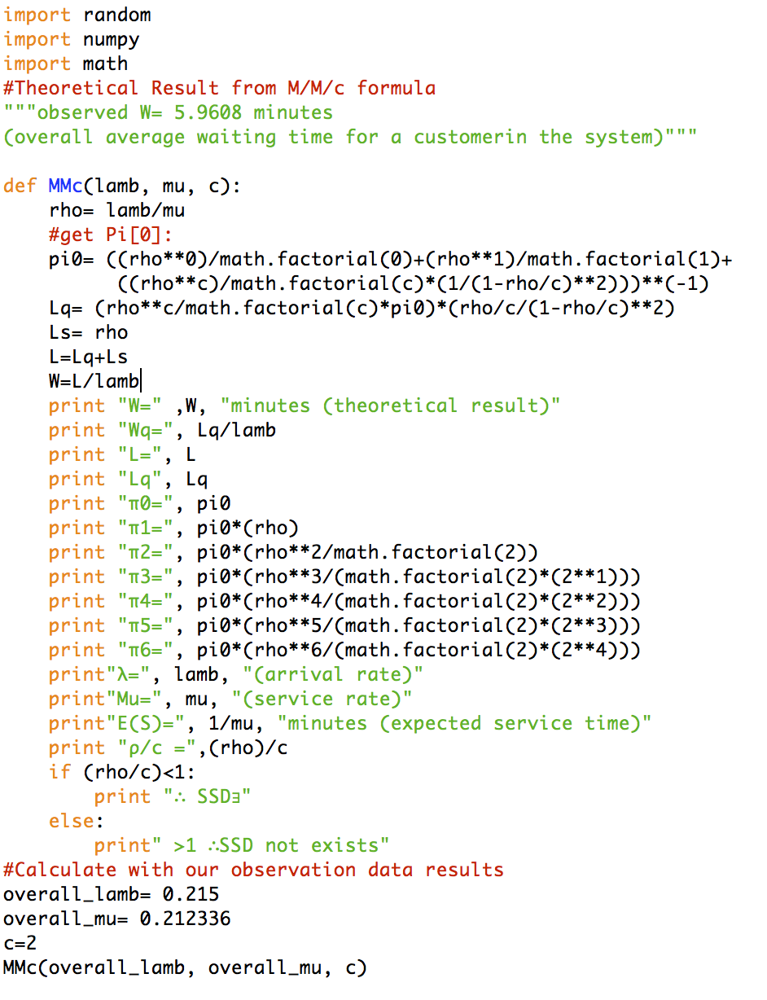 import random
import numpy
import math
#Theoretical Result from M/M/c formula
"""observed W= 5.9608 minutes
(overall average waiting time for a customerin the system)"""

def MMc(lamb, mu, c):
    rho= lamb/mu
    #get Pi[0]:
    pi0= ((rho**0)/math.factorial(0)+(rho**1)/math.factorial(1)+
          ((rho**c)/math.factorial(c)*(1/(1-rho/c)**2)))**(-1)
    Lq= (rho**c/math.factorial(c)*pi0)*(rho/c/(1-rho/c)**2)
    Ls= rho
    L=Lq+Ls
    W=L/lamb
    print "W=" ,W, "minutes (theoretical result)"
    print "Wq=", Lq/lamb
    print "L=", L
    print "Lq", Lq
    print "π0=", pi0
    print "π1=", pi0*(rho)
    print "π2=", pi0*(rho**2/math.factorial(2))
    print "π3=", pi0*(rho**3/(math.factorial(2)*(2**1)))
    print "π4=", pi0*(rho**4/(math.factorial(2)*(2**2)))
    print "π5=", pi0*(rho**5/(math.factorial(2)*(2**3)))
    print "π6=", pi0*(rho**6/(math.factorial(2)*(2**4)))
    print"λ=", lamb, "(arrival rate)"
    print"Mu=", mu, "(service rate)"
    print"E(S)=", 1/mu, "minutes (expected service time)"
    print "ρ/c =",(rho)/c
    if (rho/c)<1:
        print "∴ SSD∃"
    else:
        print" >1 ∴SSD not exists"
#Calculate with our observation data results
overall_lamb= 0.215
overall_mu= 0.212336
c=2
MMc(overall_lamb, overall_mu, c)